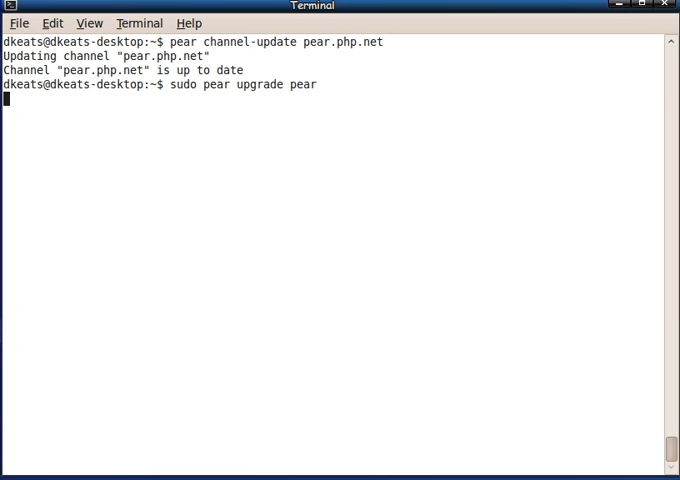 Terminal
File Edit View Terminal Help
dkeats@dkeats-desktop:~$ pear channel-update pear.php.net
Updating channel "pear.php.net"
Channel "pear.php.net" is up to date
dkeats@dkeats-desktop:~$ sudo pear upgrade pear